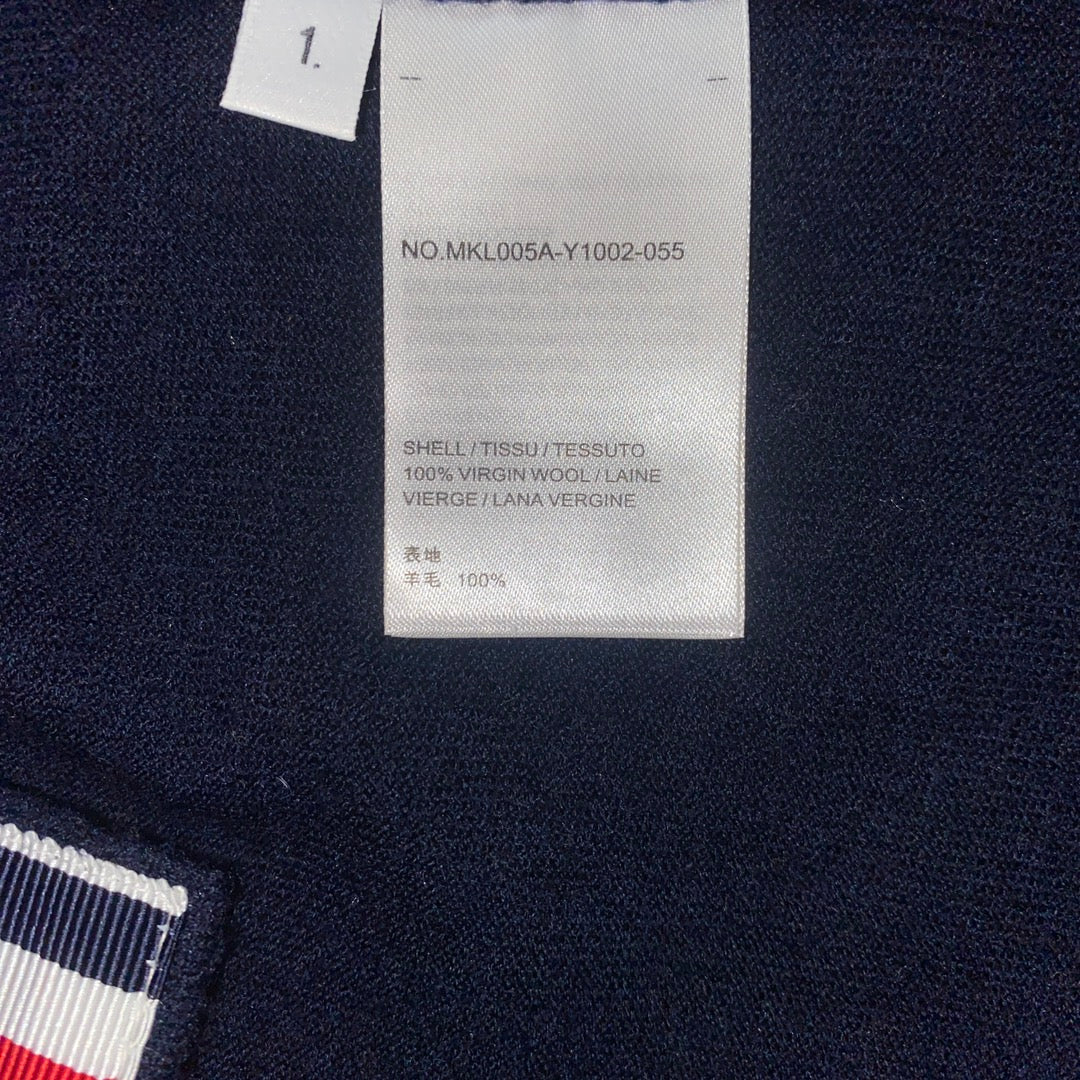 1.
NO.MKL005A-Y1002-055
SHELL / TISSU / TESSUTO
100% VIRGIN WOOL / LAINE
VIERGE / LANA VERGINE
表地
羊毛 100%